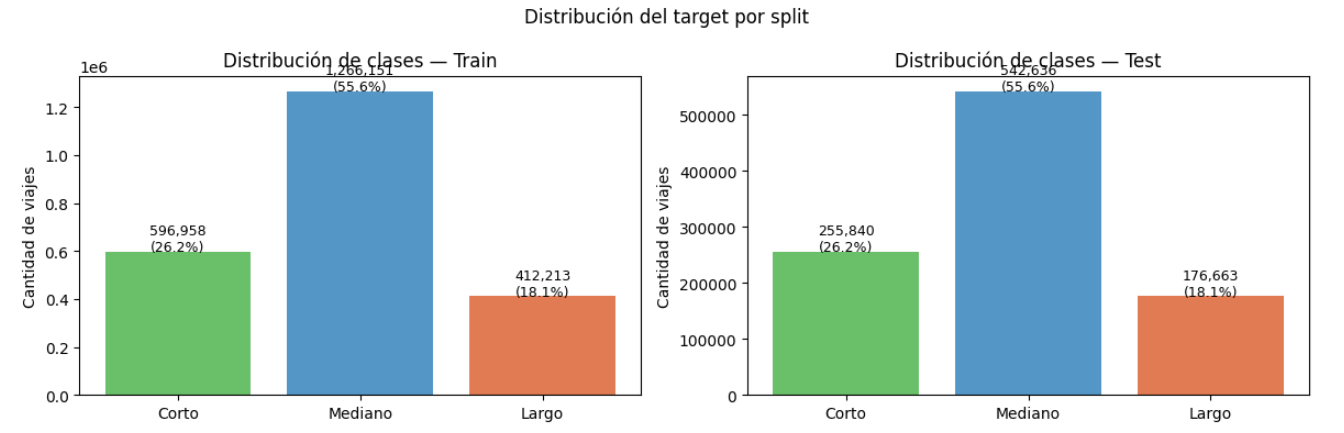 Distribución del target por split
Distribución de clases — Train
1e6
1,266,151
(55.6%)
1.2
1.0
0.8
0.6
0.4
0.2
0.0
Cantidad de viajes
596,958
(26.2%)
412,213
(18.1%)
Corto
Mediano
Largo
Distribución de clases — Test
542,636
(55.6%)
500000
400000
300000
200000
100000
0
Cantidad de viajes
255,840
(26.2%)
176,663
(18.1%)
Corto
Mediano
Largo